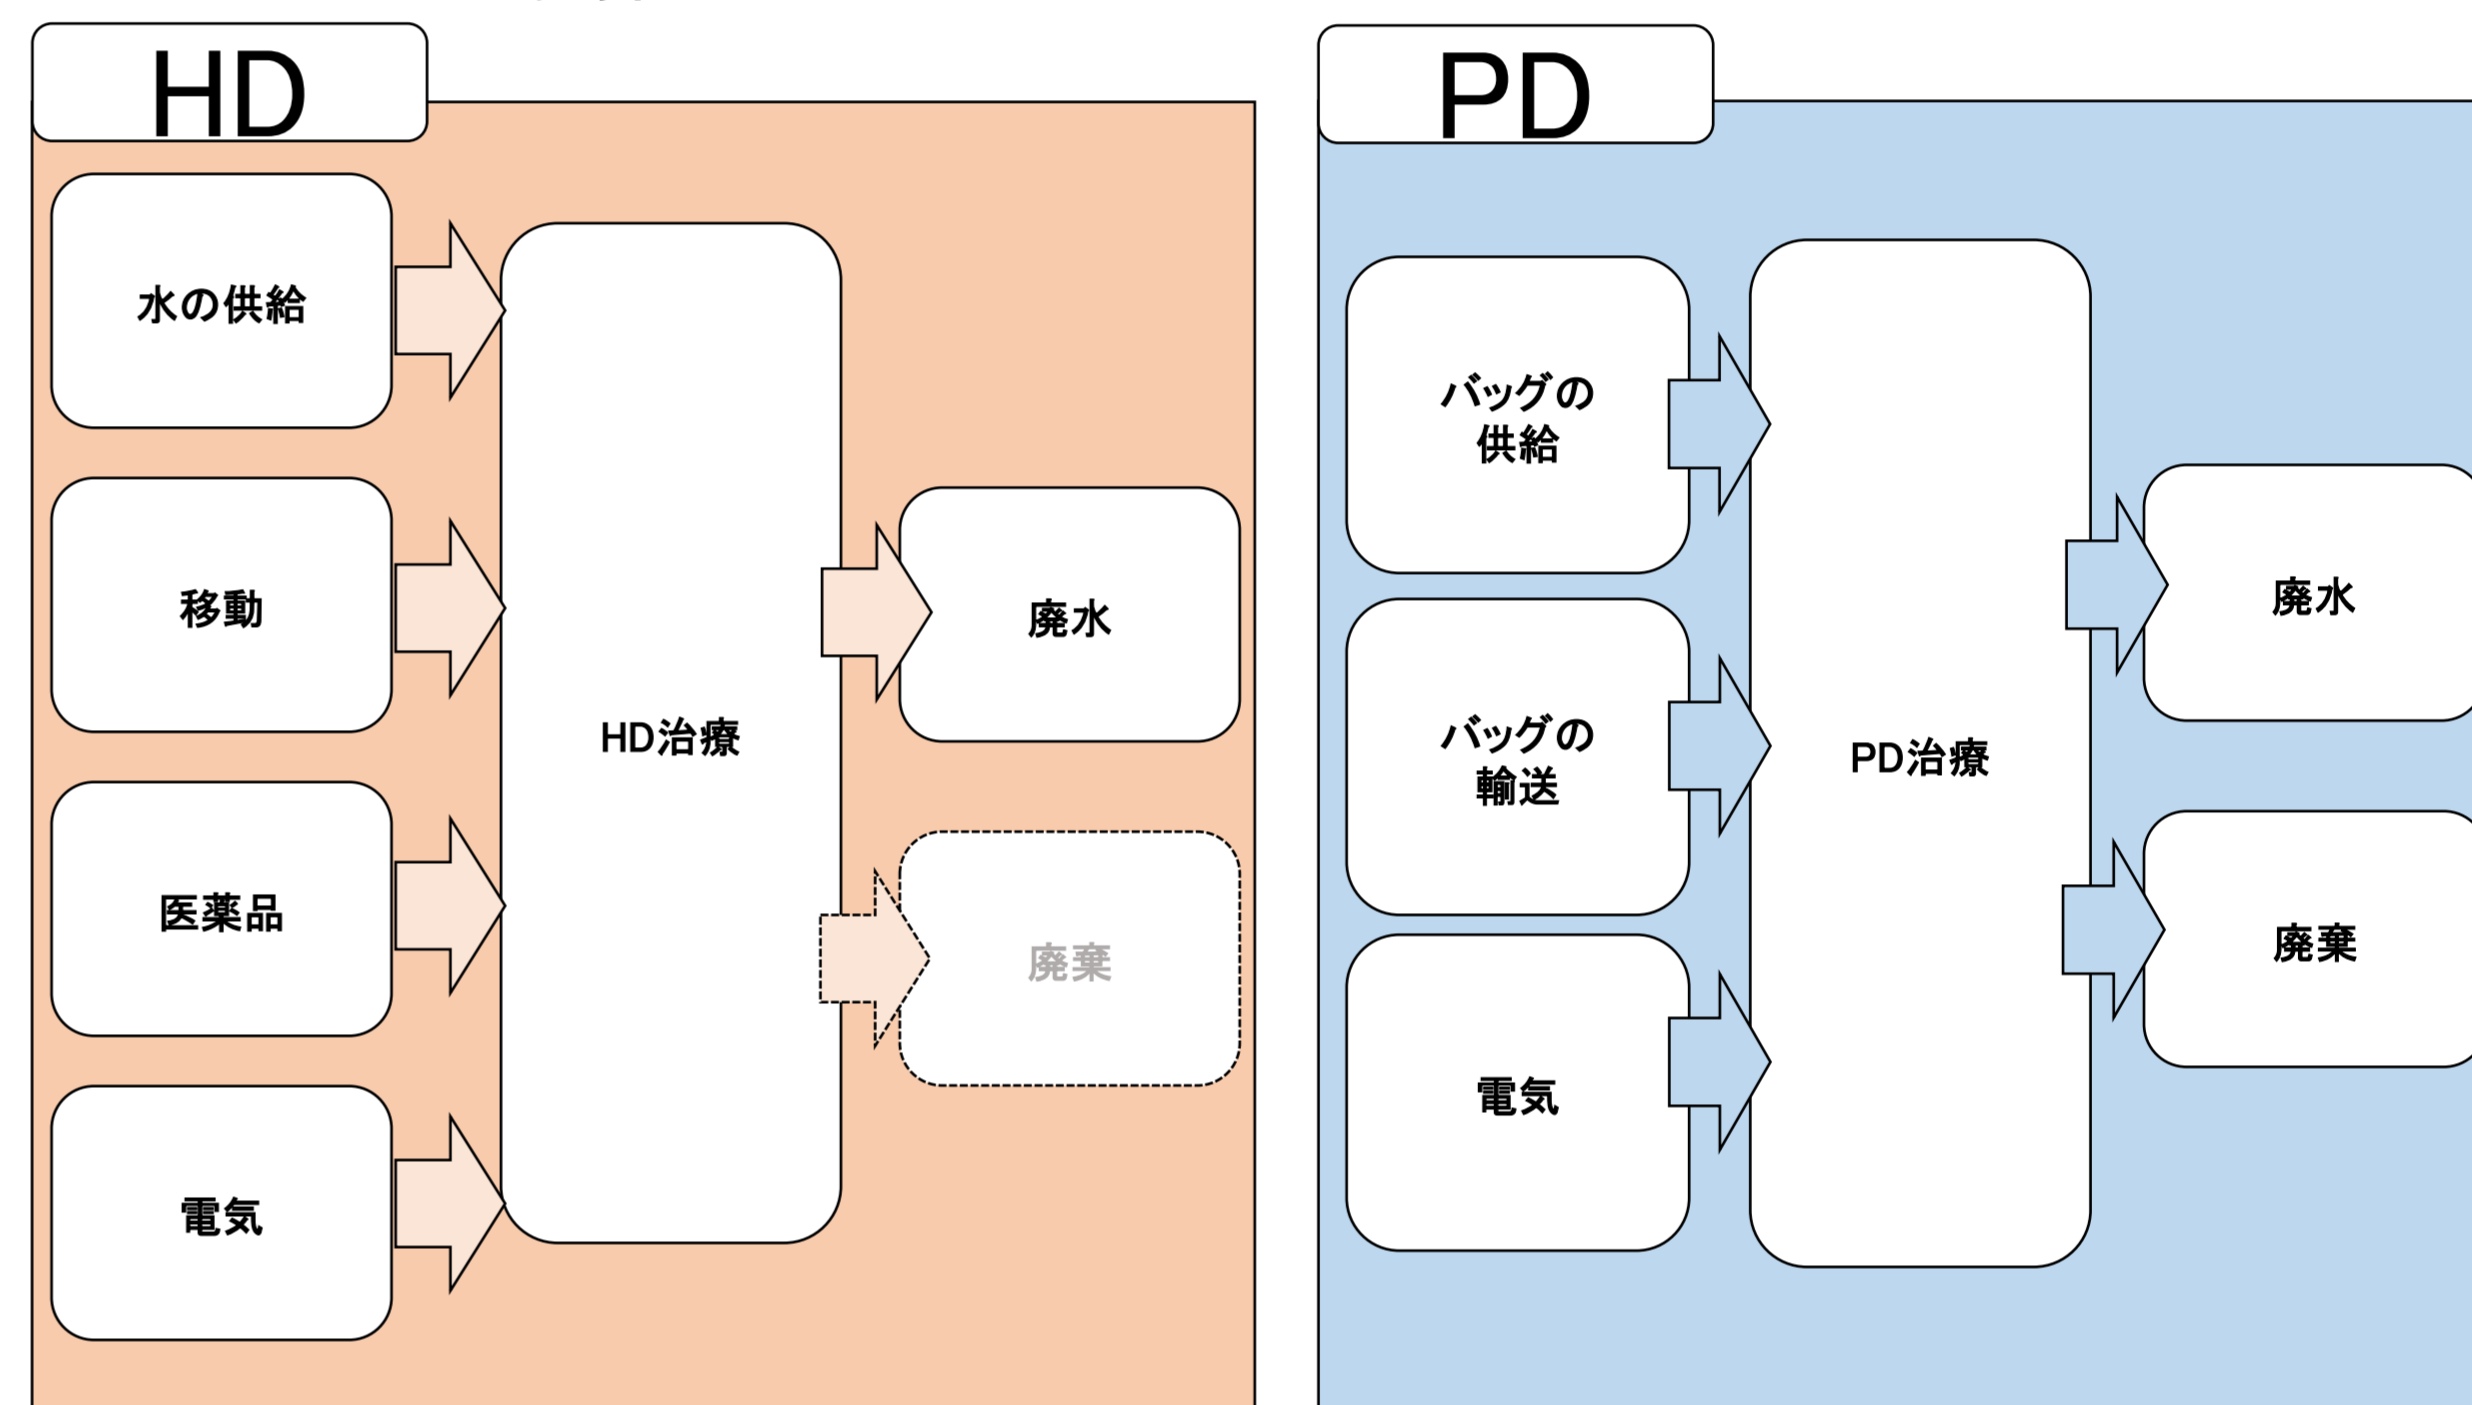 HD
水の供給
移動
医薬品
電気
HD治療
廃水
廃棄
PD
バッグの
供給
バッグの
輸送
電気
PD治療
廃水
廃棄